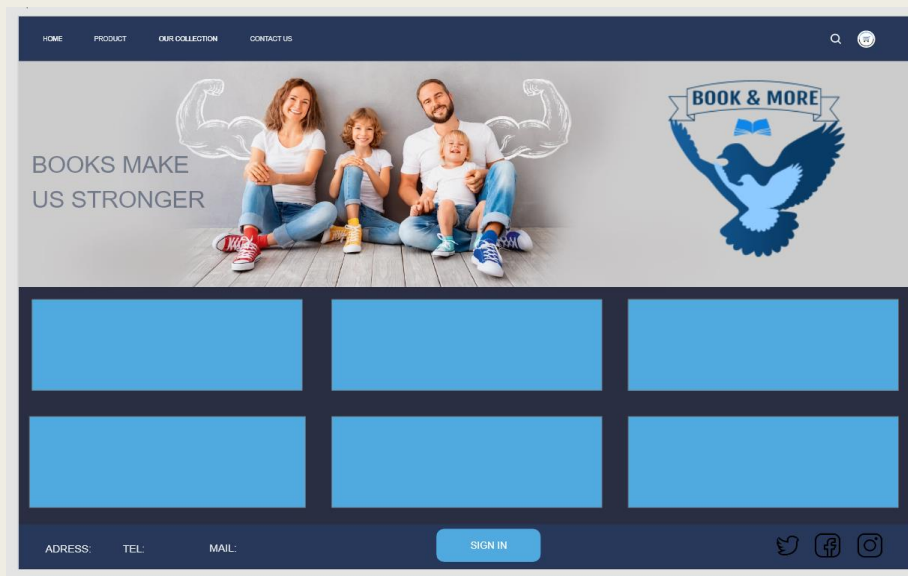 HOME PRODUCT OUR COLLECTION CONTACT US
BOOKS MAKE
US STRONGER
BOOK & MORE
ADRESS: TEL: MAIL: SIGN IN